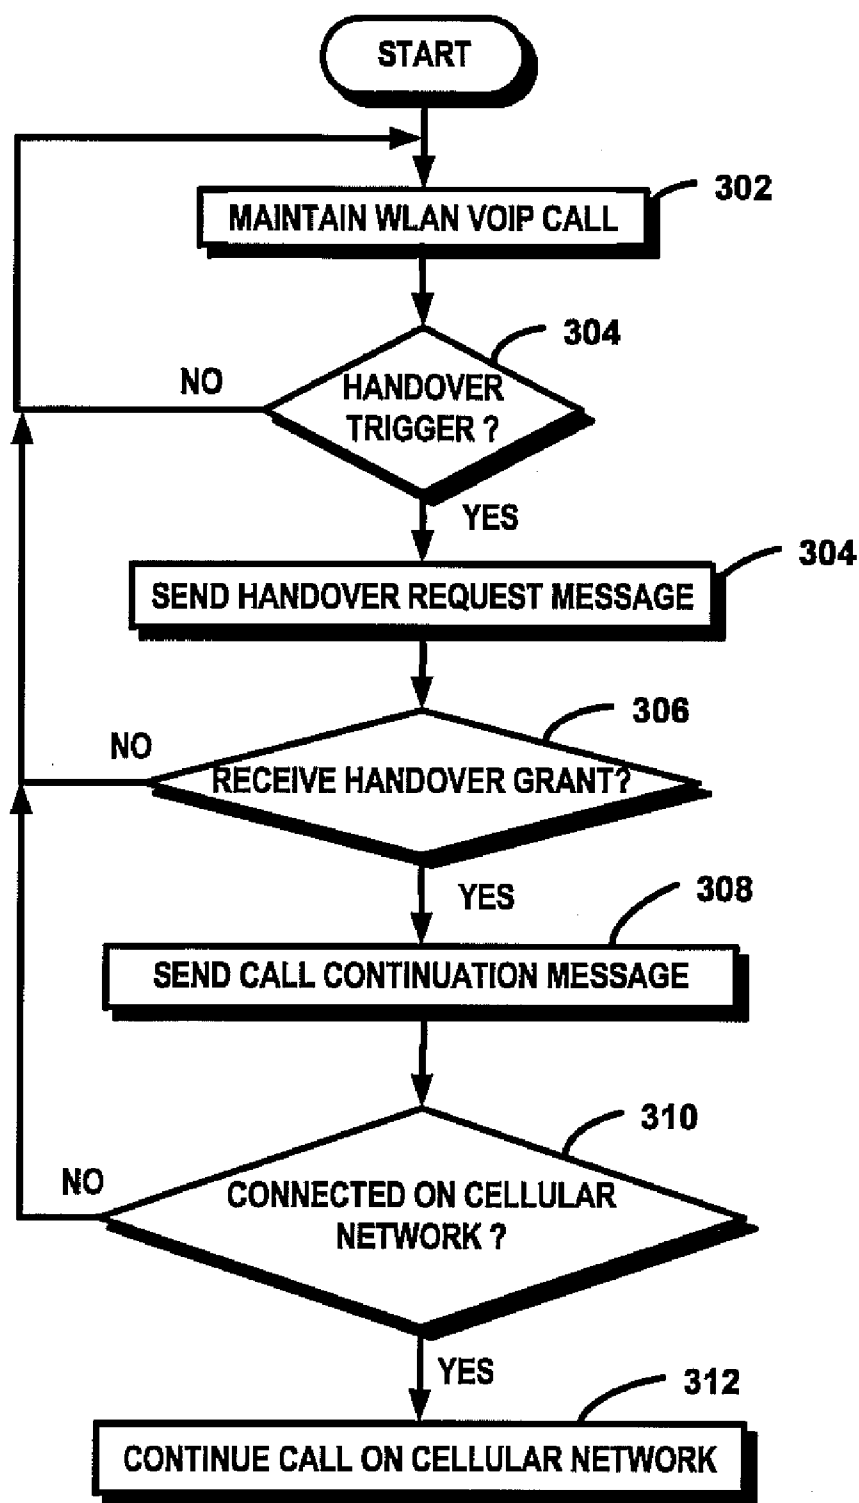 START
302
MAINTAIN WLAN VOIP CALL
304
NO
HANDOVER
TRIGGER ?
YES
304
SEND HANDOVER REQUEST MESSAGE
306
NO
RECEIVE HANDOVER GRANT?
YES
308
SEND CALL CONTINUATION MESSAGE
310
NO
CONNECTED ON CELLULAR
NETWORK ?
YES
312
CONTINUE CALL ON CELLULAR NETWORK